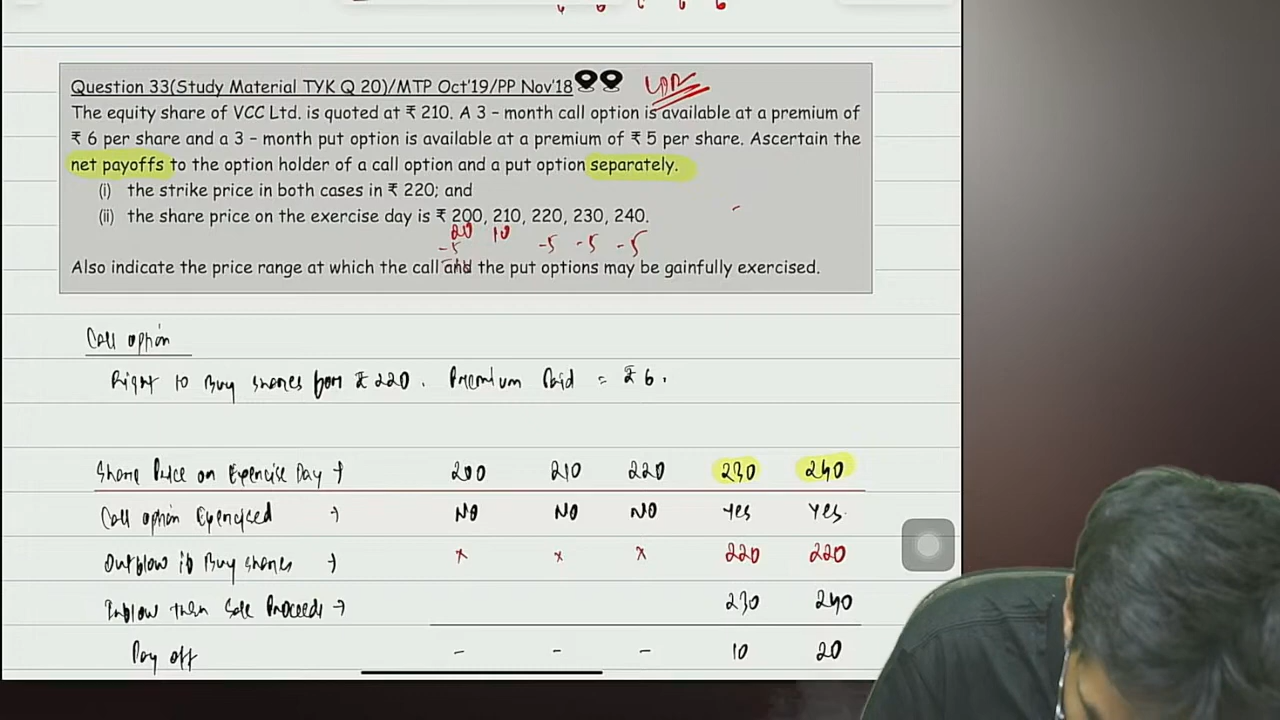 Question 33(Study Material TYK Q 20)/MTP Oct'19/PP Nov'18
The equity share of VCC Ltd. is quoted at ₹ 210. A 3 – month call option is available at a premium of
₹ 6 per share and a 3 – month put option is available at a premium of ₹ 5 per share. Ascertain the
net payoffs to the option holder of a call option and a put option separately.
(i) the strike price in both cases in ₹ 220; and
(ii) the share price on the exercise day is ₹ 200, 210, 220, 230, 240.
20 10
-5 -5 -5 -5
Also indicate the price range at which the call and the put options may be gainfully exercised.
Call option
Right to Buy shares for ₹ 220. Premium Paid = ₹ 6.
Share Price on Exercise Day → 200 210 220 230 240
Call option Exercised → No No No Yes Yes.
Outflow to Buy shares → x x x 220 220
Inflow then Sale Proceeds → 230 240
Pay off - - - 10 20